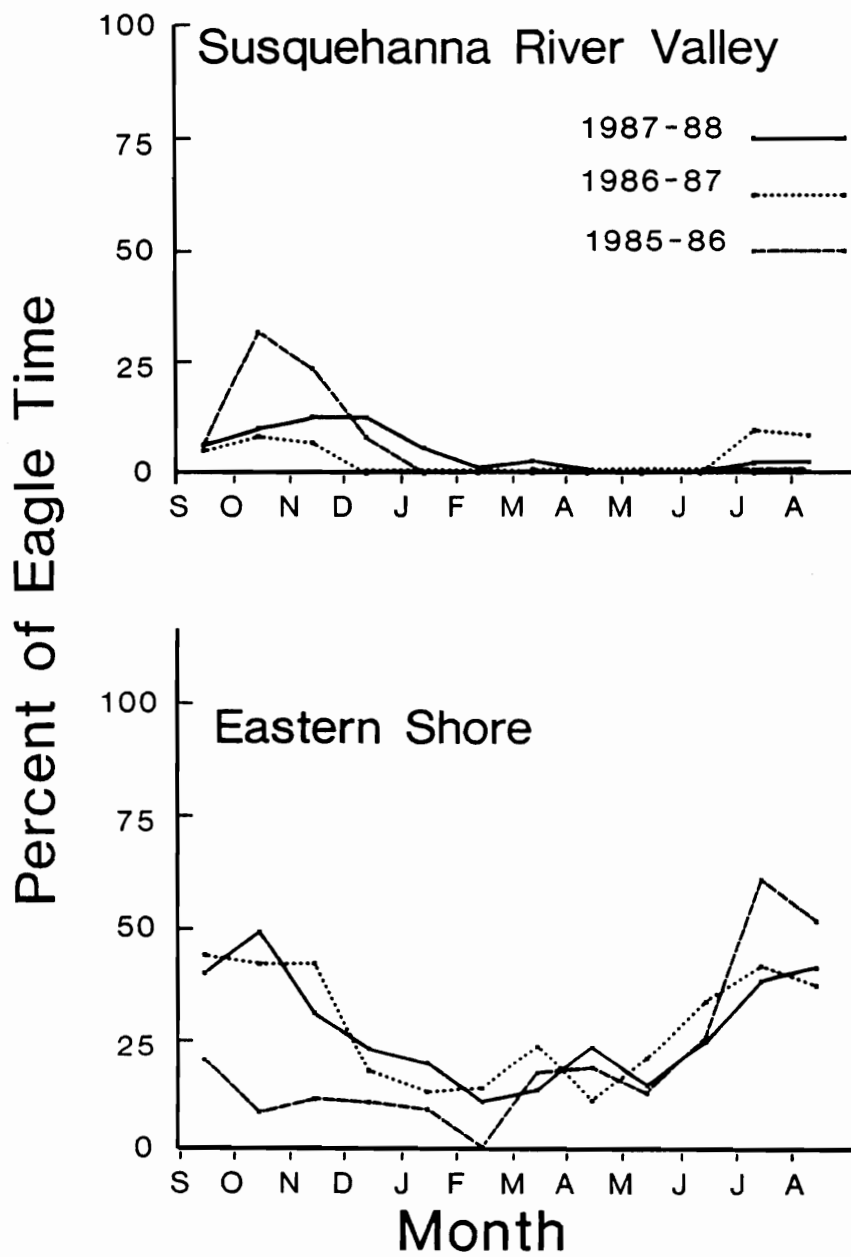 Percent of Eagle Time
Susquehanna River Valley
1987-88
1986-87
1985-86
100
75
50
25
0
S O N D J F M A M J J A
Eastern Shore
100
75
50
25
0
S O N D J F M A M J J A
Month